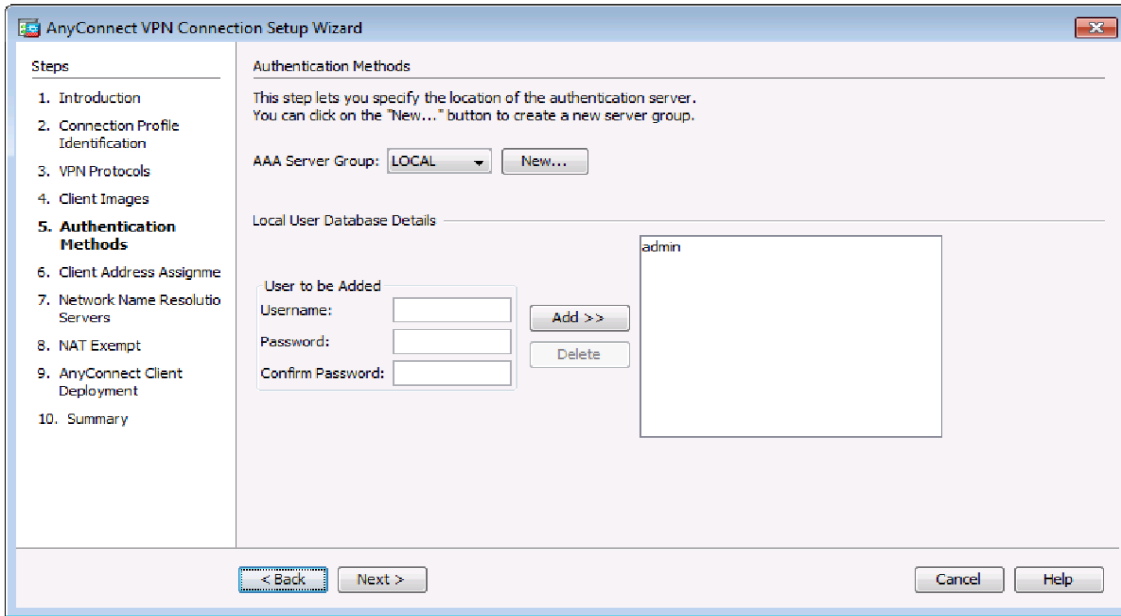 AnyConnect VPN Connection Setup Wizard
Steps
1. Introduction
2. Connection Profile
Identification
3. VPN Protocols
4. Client Images
5. Authentication
Methods
6. Client Address Assignme
7. Network Name Resolutio
Servers
8. NAT Exempt
9. AnyConnect Client
Deployment
10. Summary
Authentication Methods
This step lets you specify the location of the authentication server.
You can click on the "New..." button to create a new server group.
AAA Server Group: LOCAL New...
Local User Database Details
User to be Added
Username:
Password:
Confirm Password:
Add >>
Delete
admin
< Back Next > Cancel Help